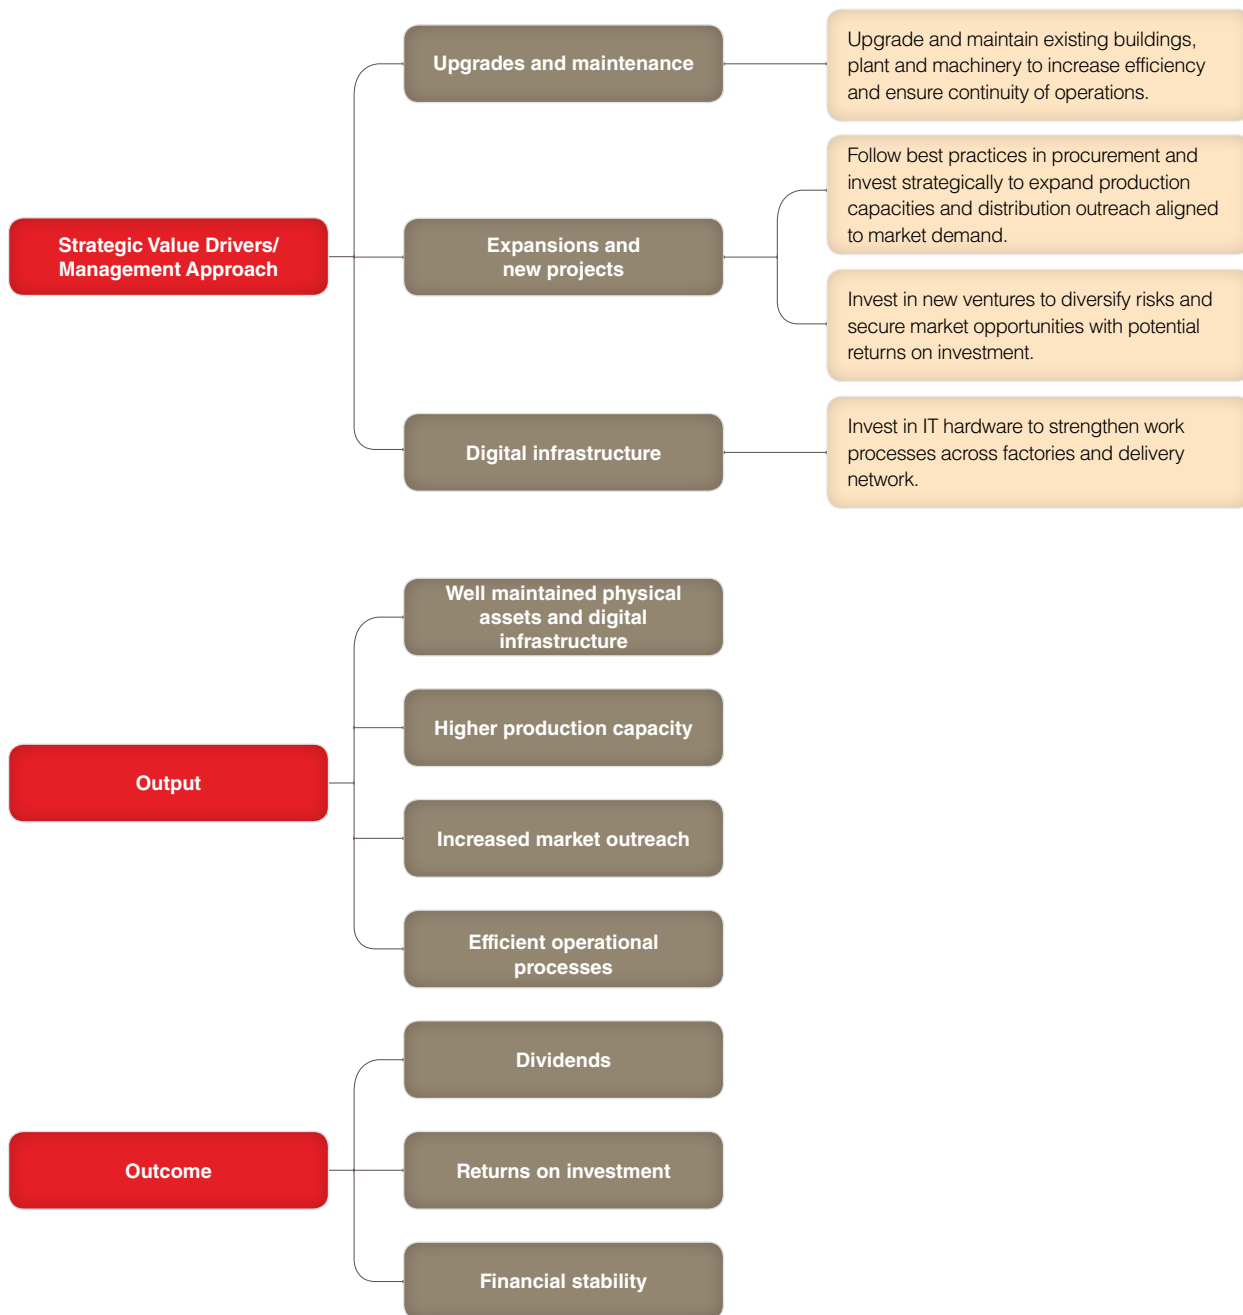 Strategic Value Drivers/
Management Approach
Upgrades and maintenance
Upgrade and maintain existing buildings,
plant and machinery to increase efficiency
and ensure continuity of operations.
Expansions and
new projects
Follow best practices in procurement and
invest strategically to expand production
capacities and distribution outreach aligned
to market demand.
Invest in new ventures to diversify risks and
secure market opportunities with potential
returns on investment.
Digital infrastructure
Invest in IT hardware to strengthen work
processes across factories and delivery
network.
Output
Well maintained physical
assets and digital
infrastructure
Higher production capacity
Increased market outreach
Efficient operational
processes
Outcome
Dividends
Returns on investment
Financial stability